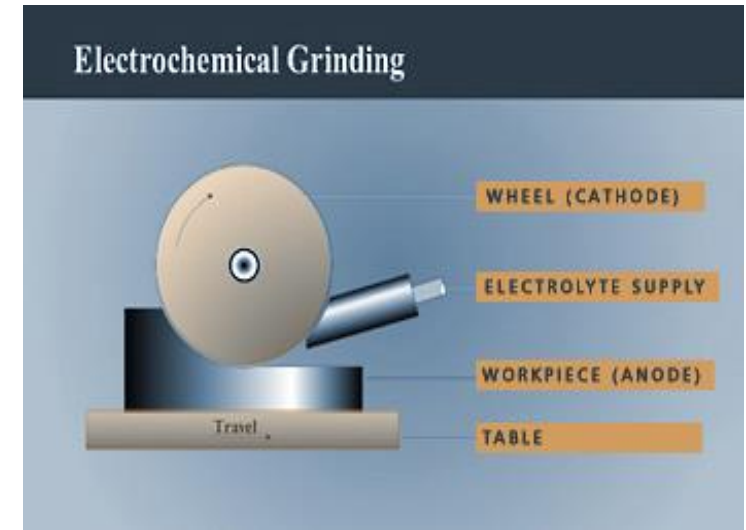 Electrochemical Grinding
WHEEL (CATHODE)
ELECTROLYTE SUPPLY
WORKPIECE (ANODE)
Travel
TABLE